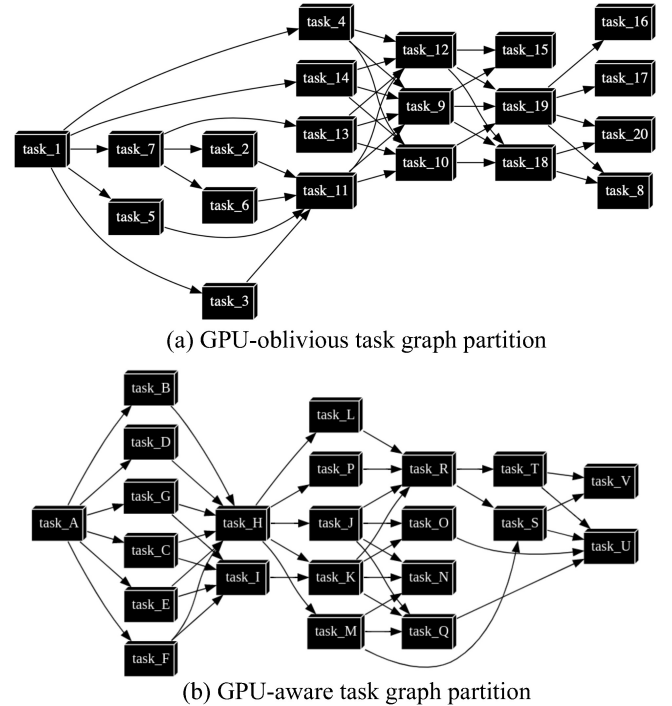 task_4
task_16
task_12
task_15
task_14
task_17
task_9
task_19
task_13
task_20
task_1
task_7
task_2
task_10
task_18
task_11
task_8
task_5
task_6
task_3
(a) GPU-oblivious task graph partition
task_B
task_L
task_D
task_P
task_R
task_T
task_V
task_G
task_A
task_H
task_J
task_O
task_S
task_C
task_U
task_I
task_K
task_N
task_E
task_M
task_Q
task_F
(b) GPU-aware task graph partition